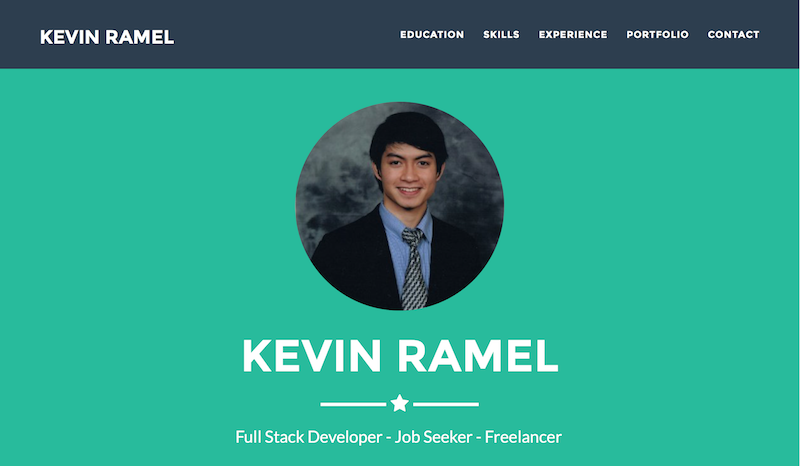 KEVIN RAMEL
EDUCATION SKILLS EXPERIENCE PORTFOLIO CONTACT
KEVIN RAMEL
Full Stack Developer - Job Seeker - Freelancer